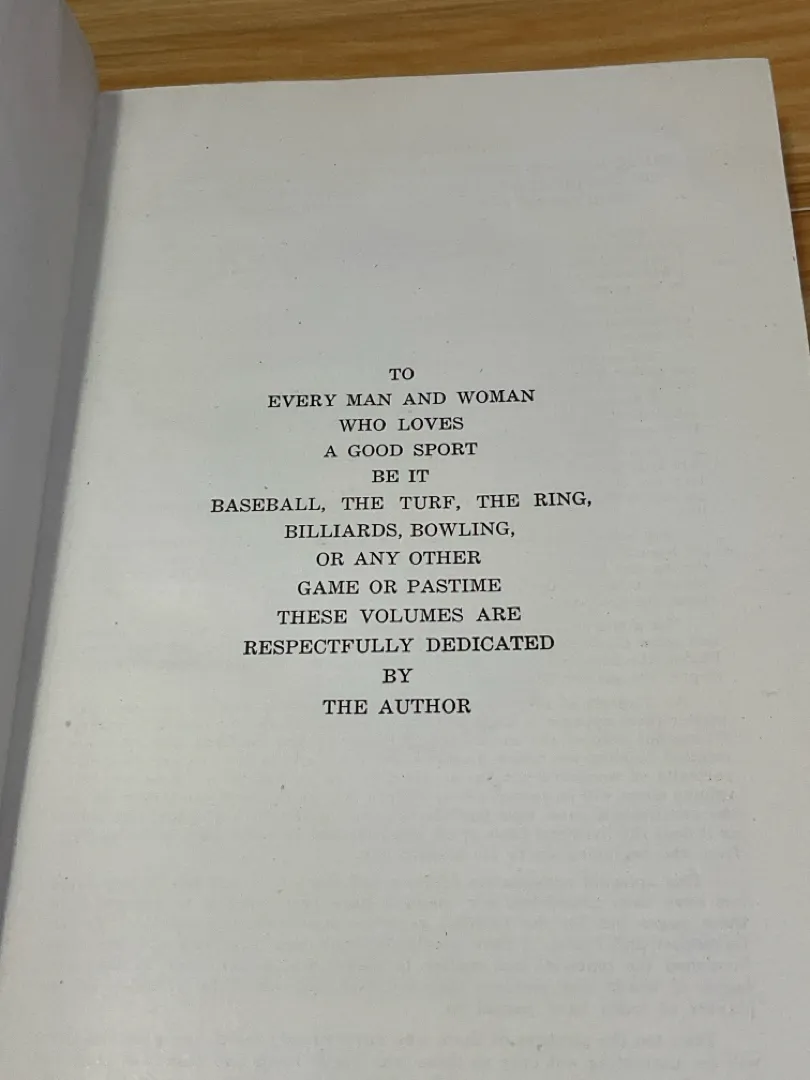 TO
EVERY MAN AND WOMAN
WHO LOVES
A GOOD SPORT
BE IT
BASEBALL, THE TURF, THE RING,
BILLIARDS, BOWLING,
OR ANY OTHER
GAME OR PASTIME
THESE VOLUMES ARE
RESPECTFULLY DEDICATED
BY
THE AUTHOR